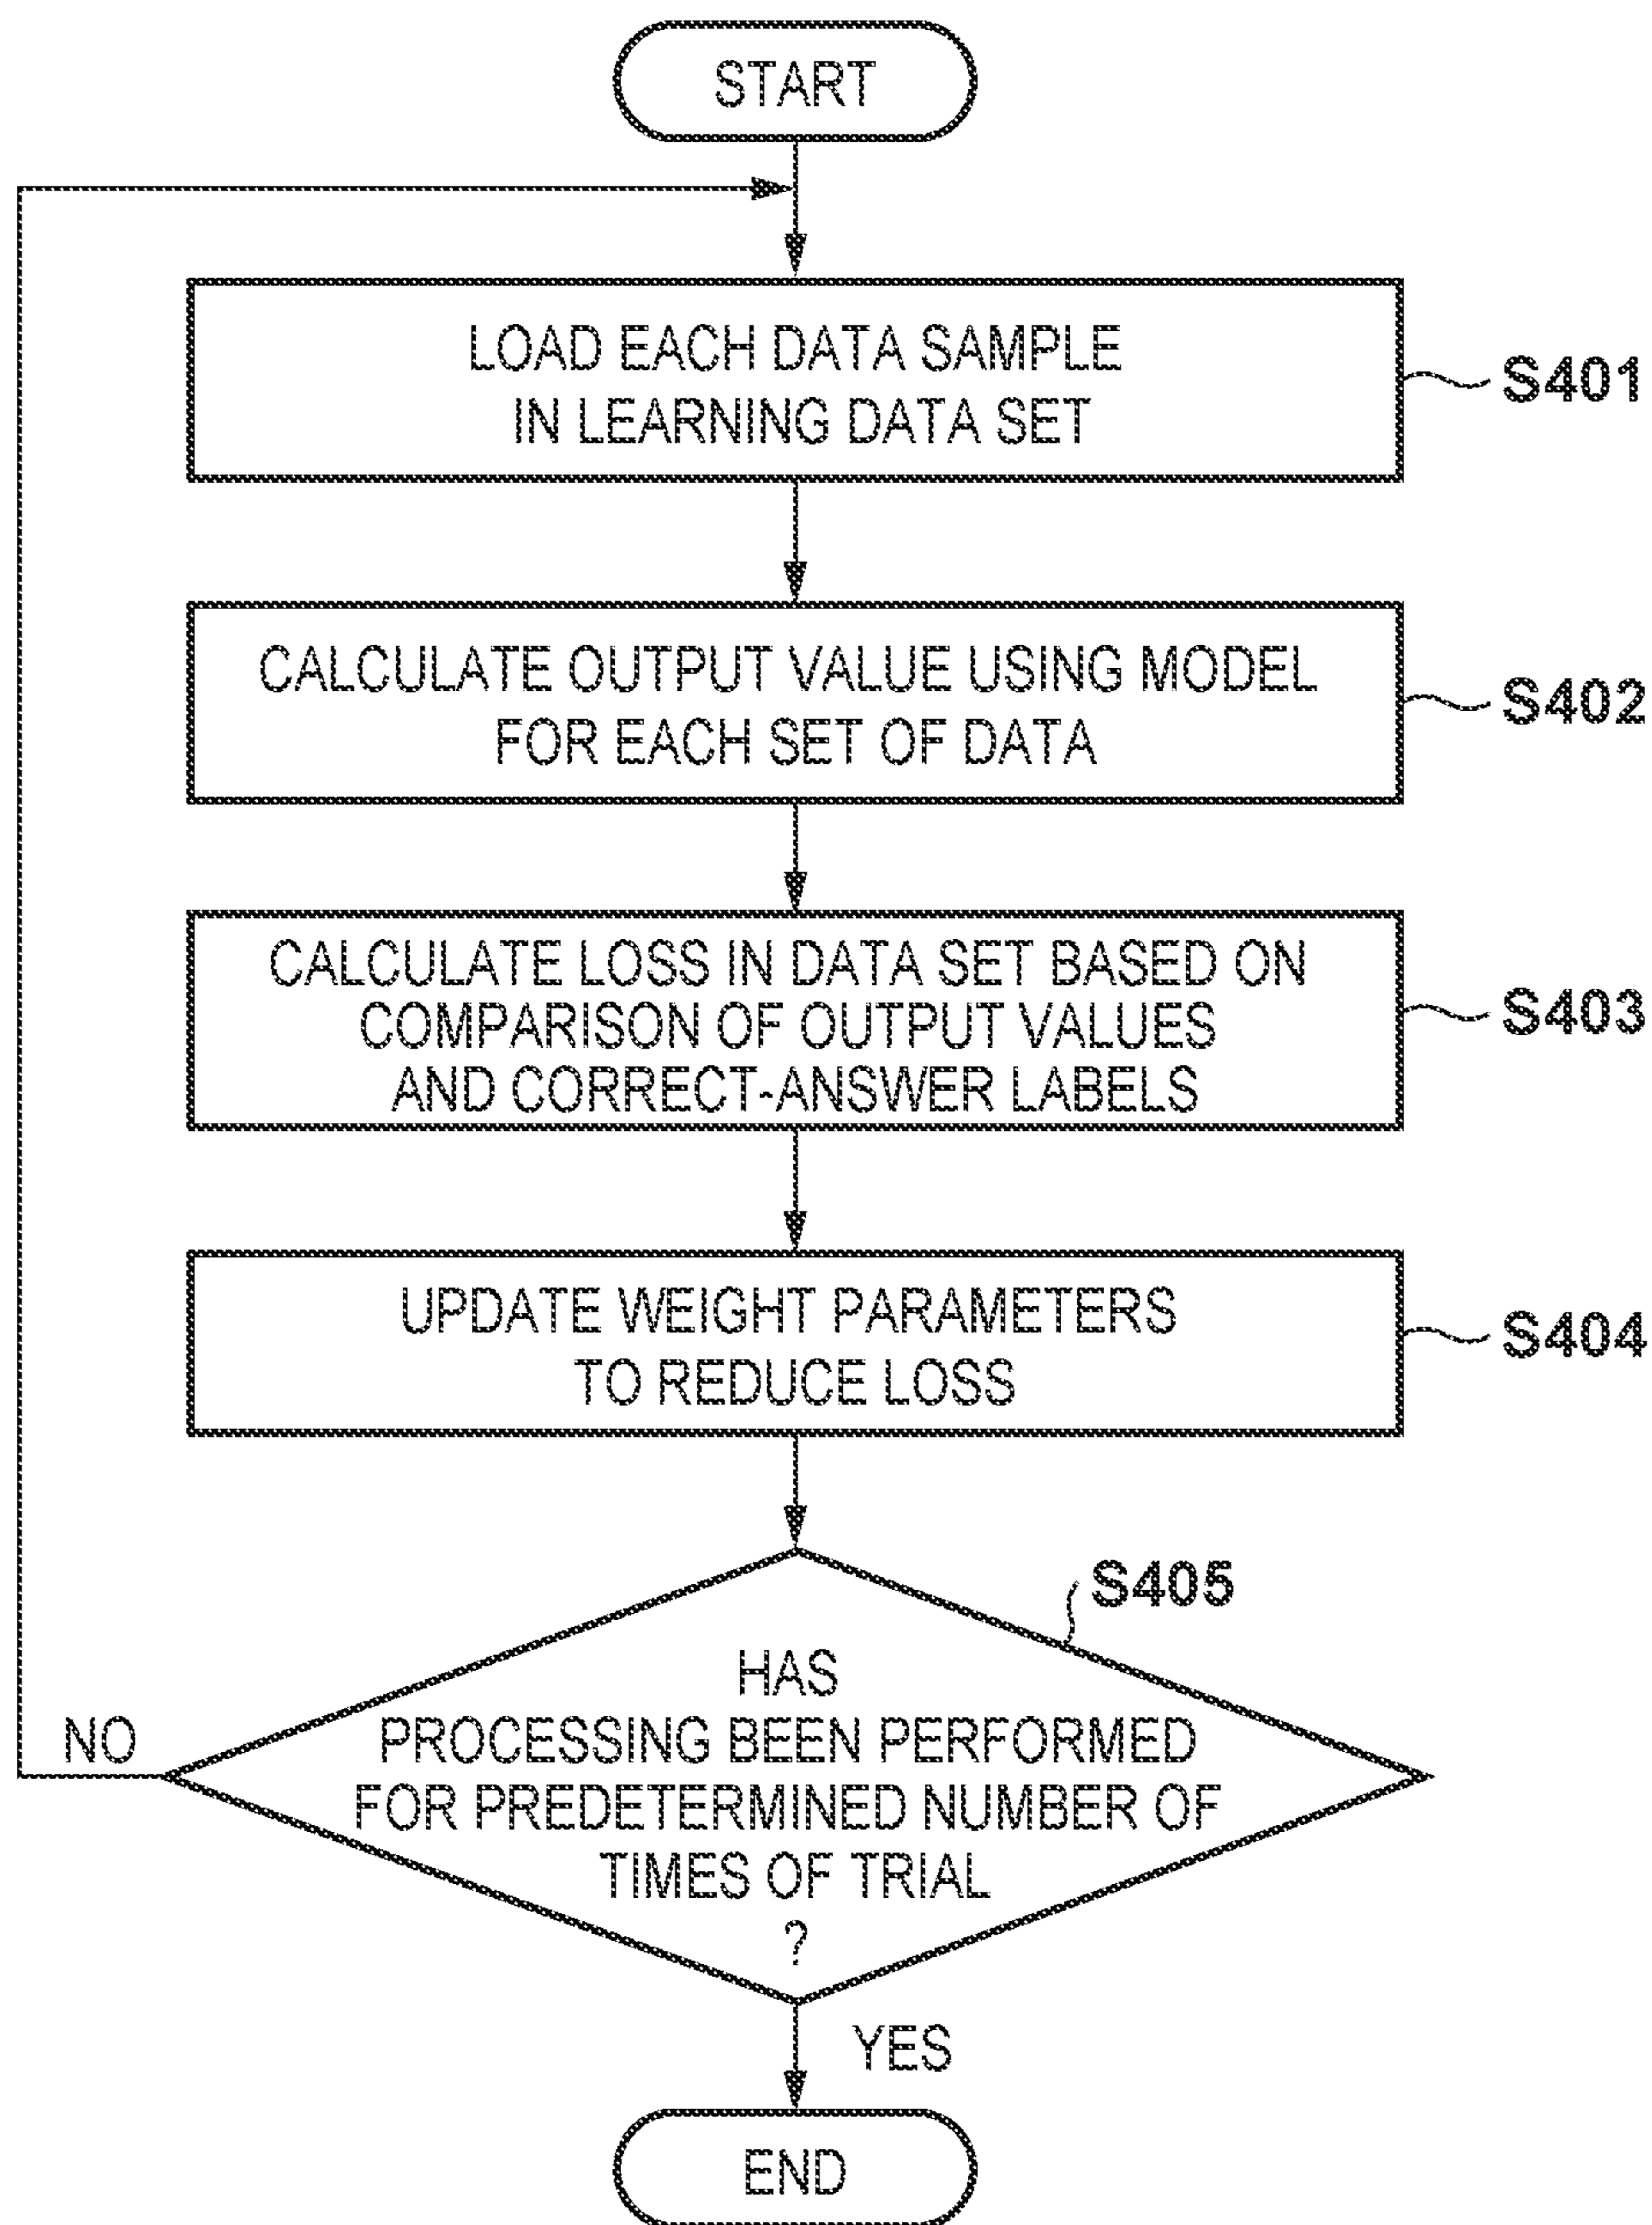 START
LOAD EACH DATA SAMPLE
IN LEARNING DATA SET
S401
CALCULATE OUTPUT VALUE USING MODEL
FOR EACH SET OF DATA
S402
CALCULATE LOSS IN DATA SET BASED ON
COMPARISON OF OUTPUT VALUES
AND CORRECT-ANSWER LABELS
S403
UPDATE WEIGHT PARAMETERS
TO REDUCE LOSS
S404
S405
HAS
PROCESSING BEEN PERFORMED
FOR PREDETERMINED NUMBER OF
TIMES OF TRIAL
?
NO
YES
END